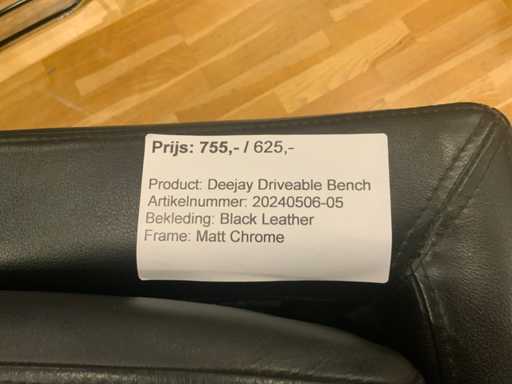 Prijs: 755,- / 625,-
Product: Deejay Driveable Bench
Artikelnummer: 20240506-05
Bekleding: Black Leather
Frame: Matt Chrome